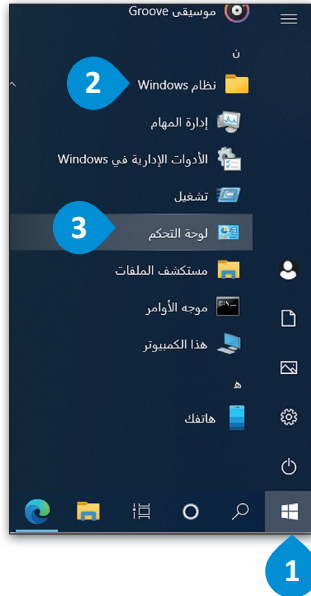 موسيقى Groove
ن
نظام Windows
2
إدارة المهام
الأدوات الإدارية في Windows
تشغيل
لوحة التحكم
3
مستكشف الملفات
موجه الأوامر
هذا الكمبيوتر
ه
هاتفك
1